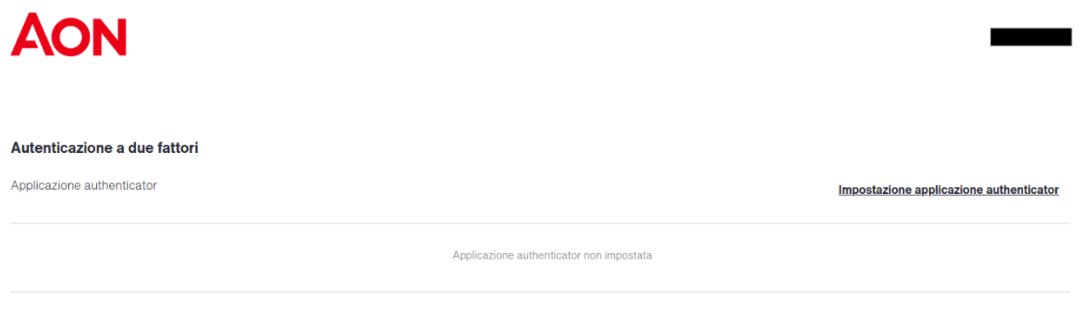 AON
Autenticazione a due fattori
Applicazione authenticator
Impostazione applicazione authenticator
Applicazione authenticator non impostata